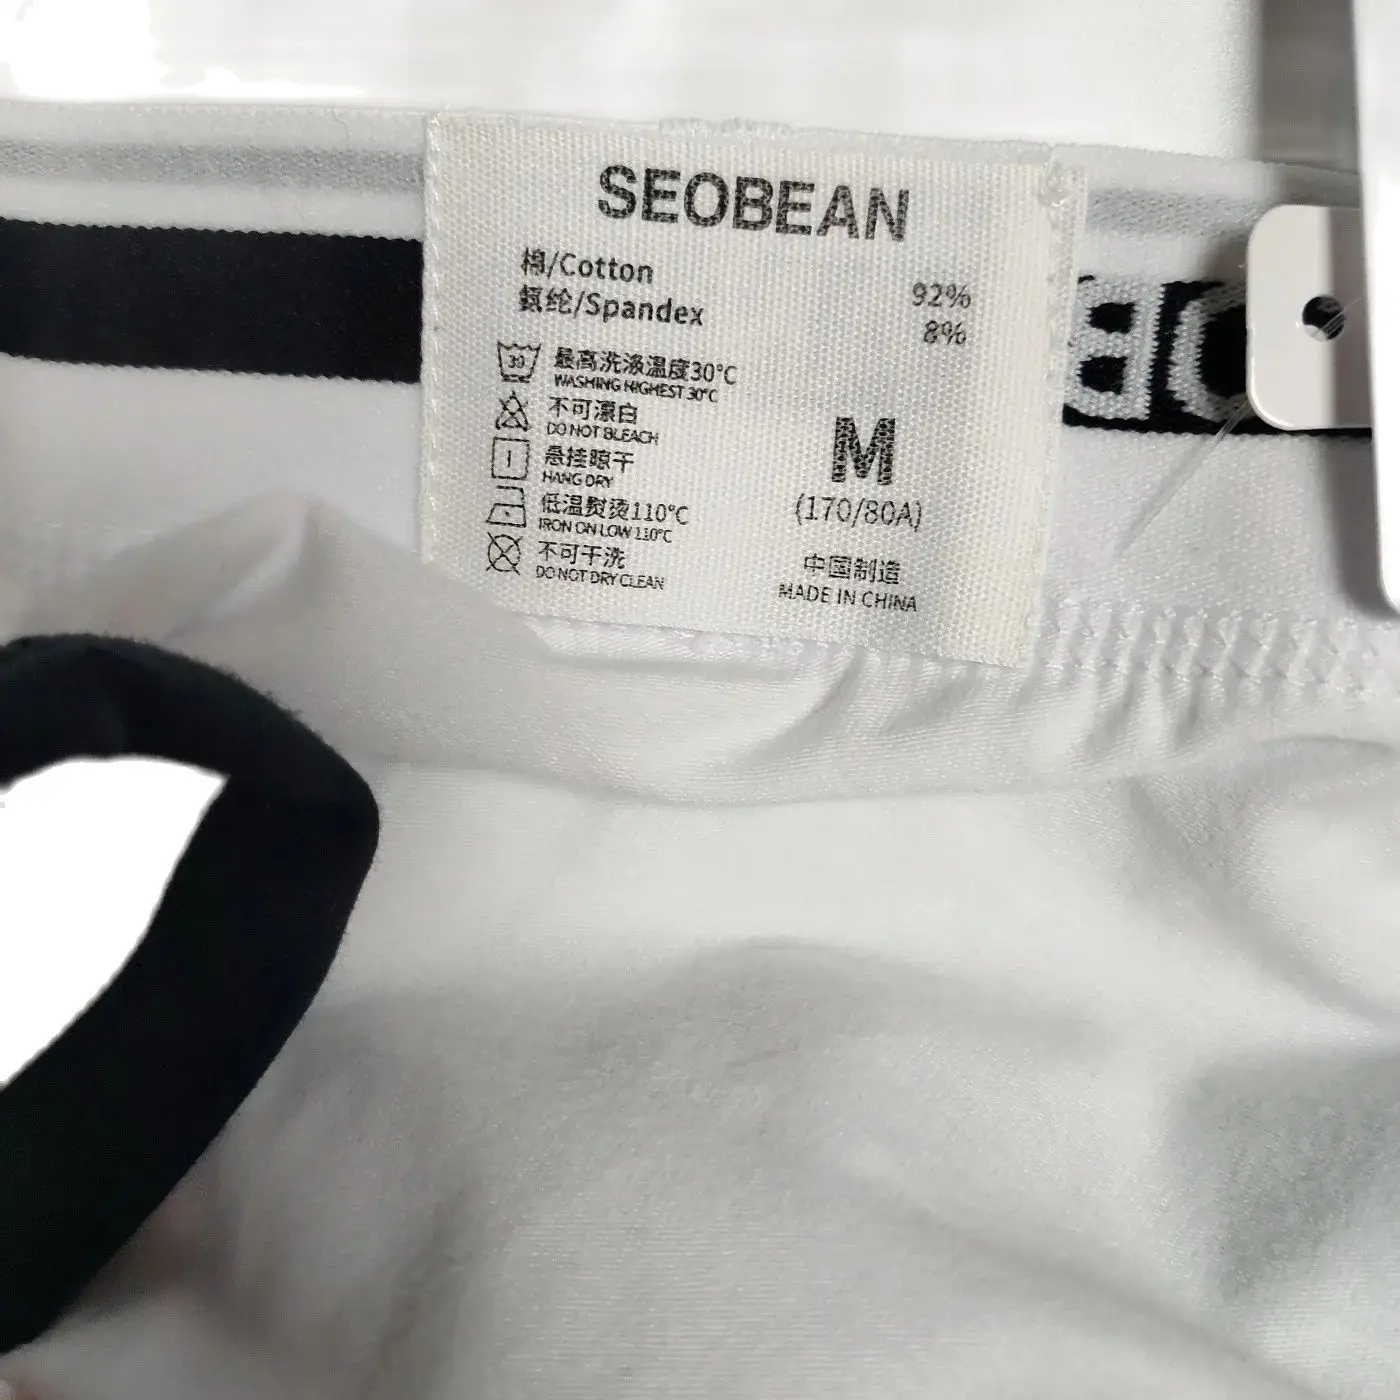 SEOBEAN
棉/Cotton 92%
氨纶/Spandex 8%
30 最高洗涤温度30°C
WASHING HIGHEST 30°C
不可漂白
DO NOT BLEACH
悬挂晾干
HANG DRY
低温熨烫110°C
IRON ON LOW 110°C
不可干洗
DO NOT DRY CLEAN
M
(170/80A)
中国制造
MADE IN CHINA